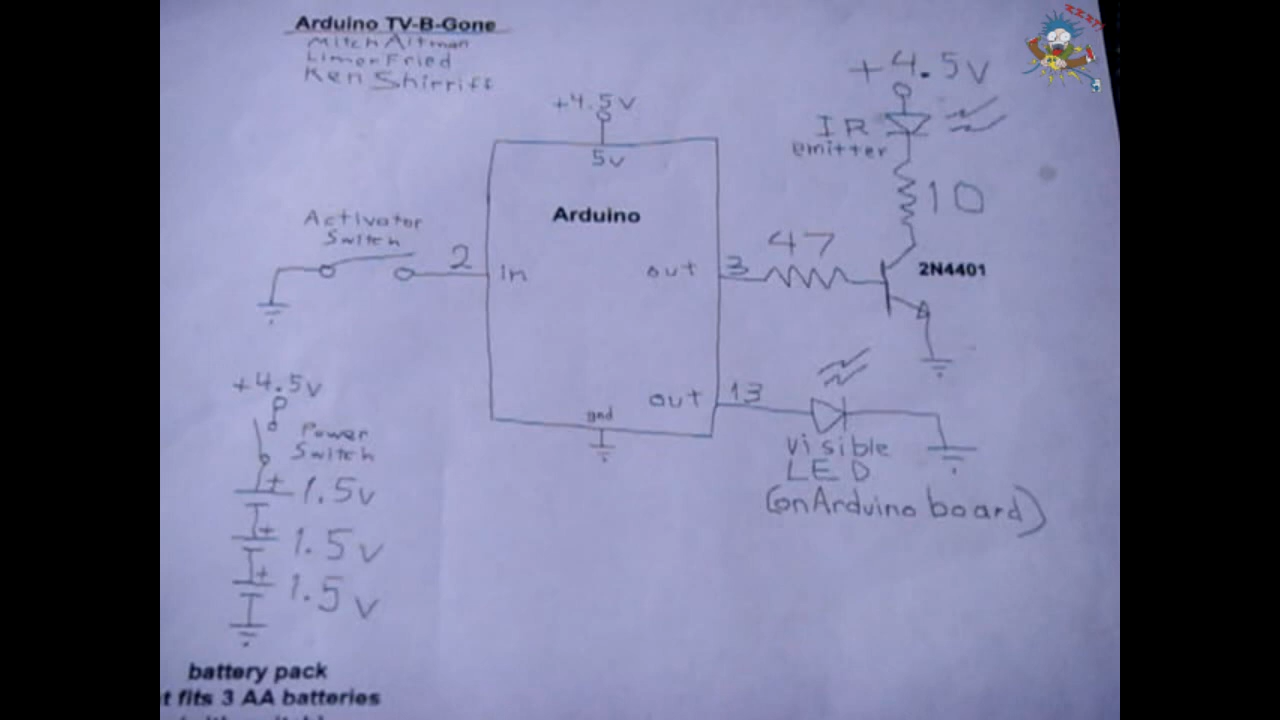 Arduino TV-B-Gone
Mitch Altman
Limor Fried
Ken Shirriff
+4.5v
5v
Arduino
Activator
Switch
2
In
out
3
47
+4.5v
IR
emitter
10
2N4401
out
13
gnd
visible
LED
(on Arduino board)
+4.5v
Power
Switch
+
1.5v
+
1.5v
+
1.5v
battery pack
t fits 3 AA batteries